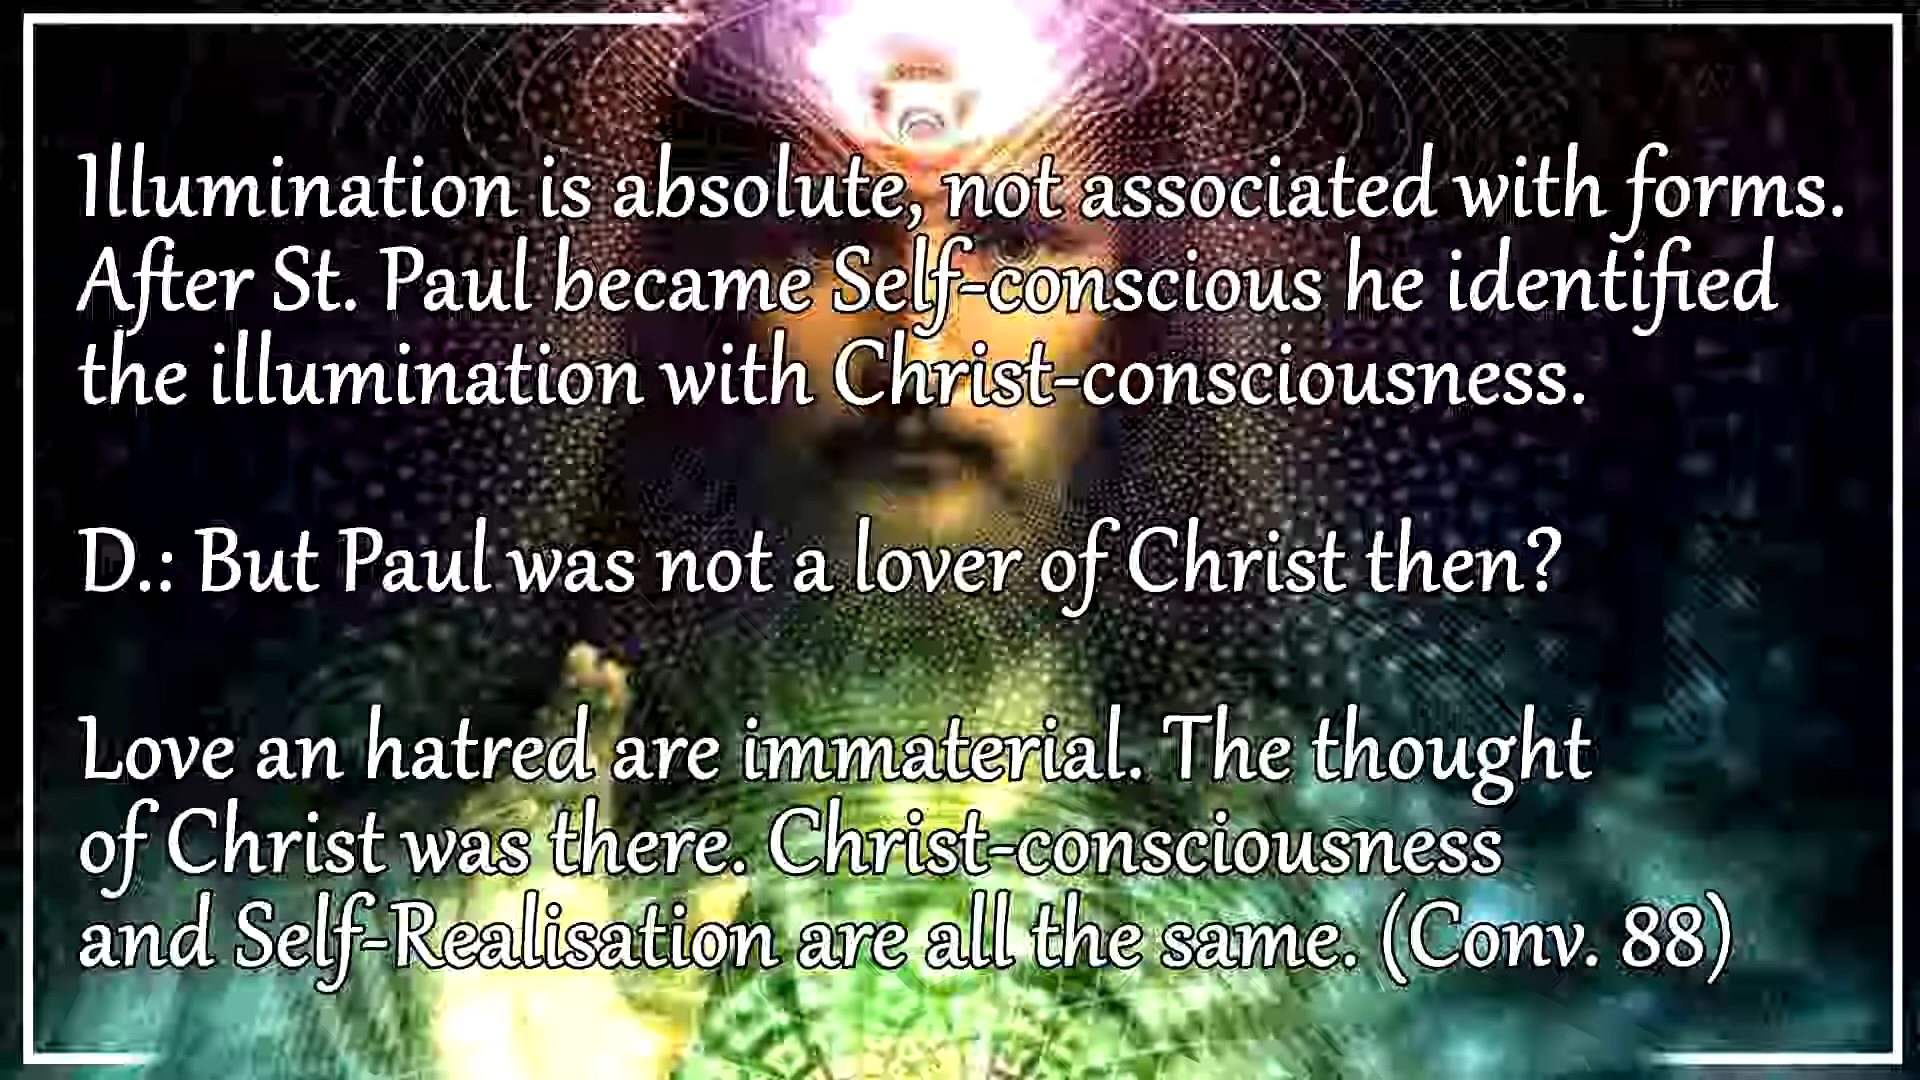 Illumination is absolute, not associated with forms.
After St. Paul became Self-conscious he identified
the illumination with Christ-consciousness.
D.: But Paul was not a lover of Christ then?
Love an hatred are immaterial. The thought
of Christ was there. Christ-consciousness
and Self-Realisation are all the same. (Conv. 88)